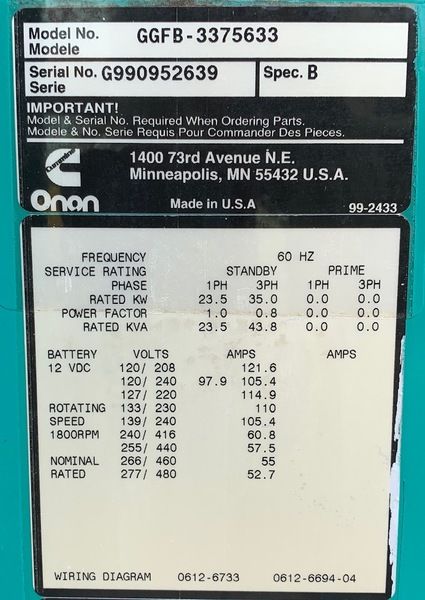 Model No. GGFB-3375633
Modele
Serial No. G990952639 Spec. B
Serie
IMPORTANT!
Model & Serial No. Required When Ordering Parts.
Modele & No. Serie Requis Pour Commander Des Pieces.
Cummins
1400 73rd Avenue N.E.
Minneapolis, MN 55432 U.S.A.
Onan Made in U.S.A 99-2433
FREQUENCY 60 HZ
SERVICE RATING STANDBY PRIME
PHASE 1PH 3PH 1PH 3PH
RATED KW 23.5 35.0 0.0 0.0
POWER FACTOR 1.0 0.8 0.0 0.0
RATED KVA 23.5 43.8 0.0 0.0
BATTERY VOLTS AMPS AMPS
12 VDC 120/ 208 121.6
120/ 240 97.9 105.4
127/ 220 114.9
ROTATING 133/ 230 110
SPEED 139/ 240 105.4
1800RPM 240/ 416 60.8
255/ 440 57.5
NOMINAL 266/ 460 55
RATED 277/ 480 52.7
WIRING DIAGRAM 0612-6733 0612-6694-04